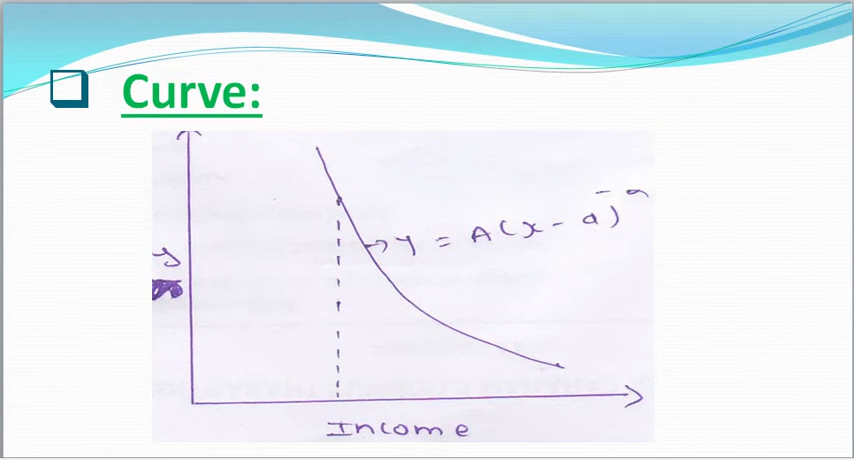 Curve:
y = A(x - a)^-a
y
Income